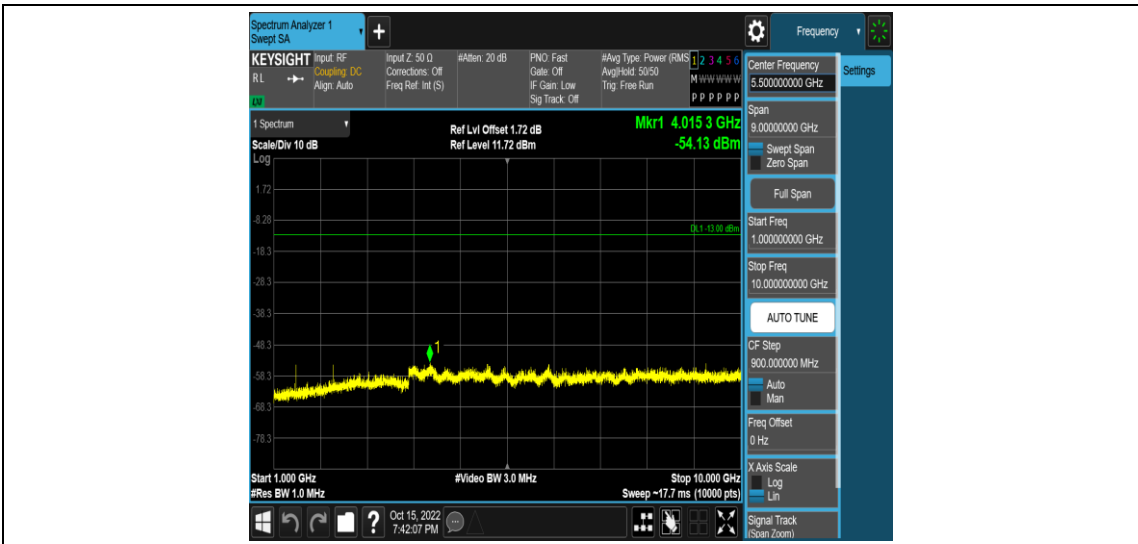 Spectrum Analyzer 1
Swept SA
+
Frequency
KEYSIGHT
RL
LXI
Input: RF
Coupling: DC
Align: Auto
Input Z: 50 Ω
Corrections: Off
Freq Ref: Int (S)
#Atten: 20 dB
PNO: Fast
Gate: Off
IF Gain: Low
Sig Track: Off
#Avg Type: Power (RMS
Avg|Hold: 50/50
Trig: Free Run
1 2 3 4 5 6
M W W W W W
P P P P P P
Center Frequency
5.500000000 GHz
Settings
1 Spectrum
Scale/Div 10 dB
Ref Lvl Offset 1.72 dB
Ref Level 11.72 dBm
Mkr1 4.015 3 GHz
-54.13 dBm
Span
9.00000000 GHz
Swept Span
Zero Span
Full Span
Start Freq
1.000000000 GHz
Stop Freq
10.000000000 GHz
AUTO TUNE
CF Step
900.000000 MHz
Auto
Man
Freq Offset
0 Hz
X Axis Scale
Log
Lin
Signal Track
(Span Zoom)
Log
1.72
-8.28
DL1 -13.00 dBm
-18.3
-28.3
-38.3
-48.3
1
-58.3
-68.3
-78.3
Start 1.000 GHz
#Video BW 3.0 MHz
Stop 10.000 GHz
#Res BW 1.0 MHz
Sweep ~17.7 ms (10000 pts)
?
Oct 15, 2022
7:42:07 PM